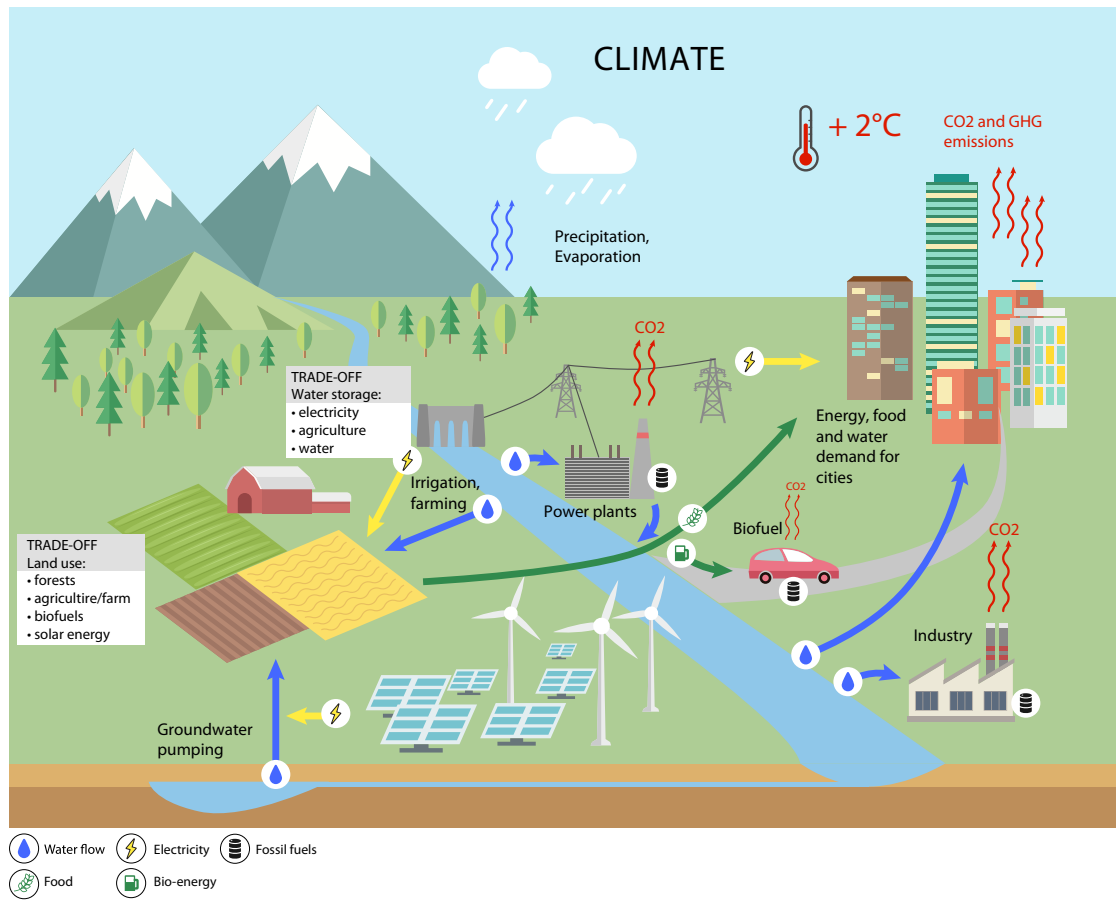 CLIMATE
+ 2°C
CO2 and GHG
emissions
Precipitation,
Evaporation
CO2
TRADE-OFF
Water storage:
• electricity
• agriculture
• water
Energy, food
and water
demand for
cities
Irrigation,
farming
Power plants
CO2
Biofuel
CO2
TRADE-OFF
Land use:
• forests
• agricultire/farm
• biofuels
• solar energy
Industry
Groundwater
pumping
Water flow
Electricity
Fossil fuels
Food
Bio-energy